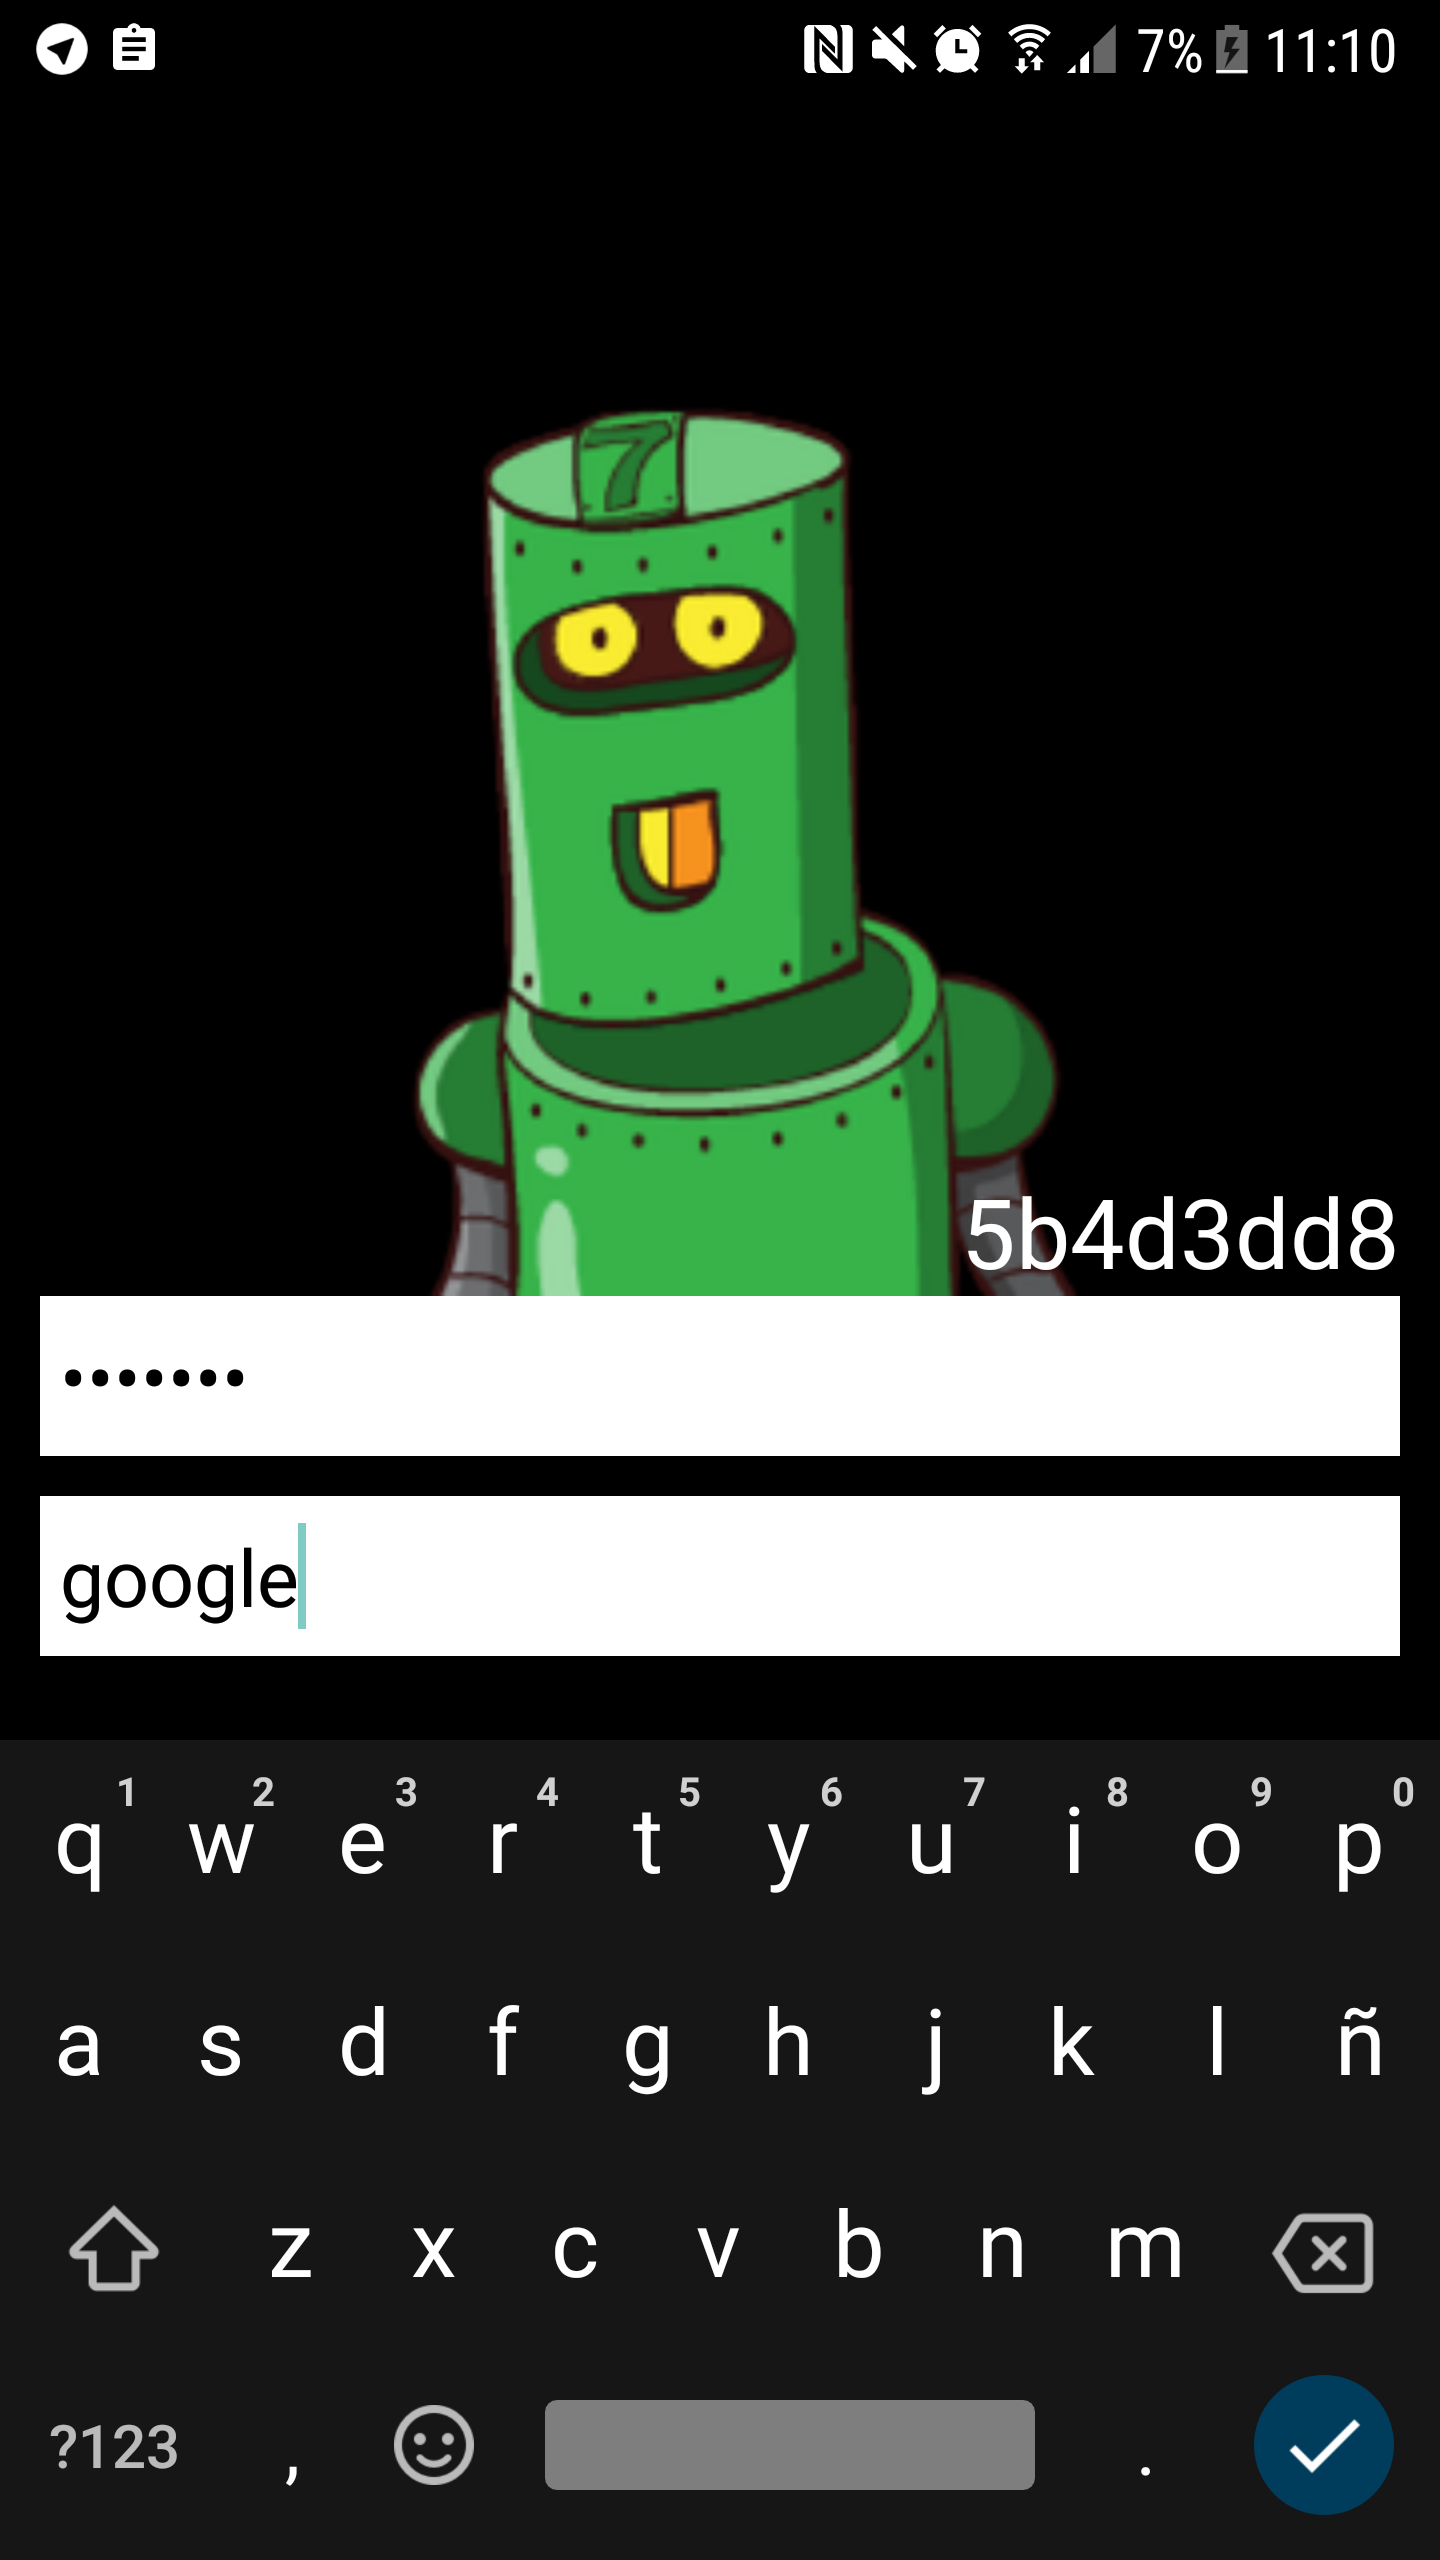 7% 11:10
7
5b4d3dd8
•••••••
google
1 2 3 4 5 6 7 8 9 0
q w e r t y u i o p
a s d f g h j k l ñ
z x c v b n m
?123 , .